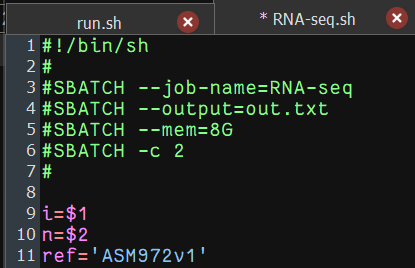 run.sh
* RNA-seq.sh
1 #!/bin/sh
2 #
3 #SBATCH --job-name=RNA-seq
4 #SBATCH --output=out.txt
5 #SBATCH --mem=8G
6 #SBATCH -c 2
7 #
8
9 i=$1
10 n=$2
11 ref='ASM972v1'